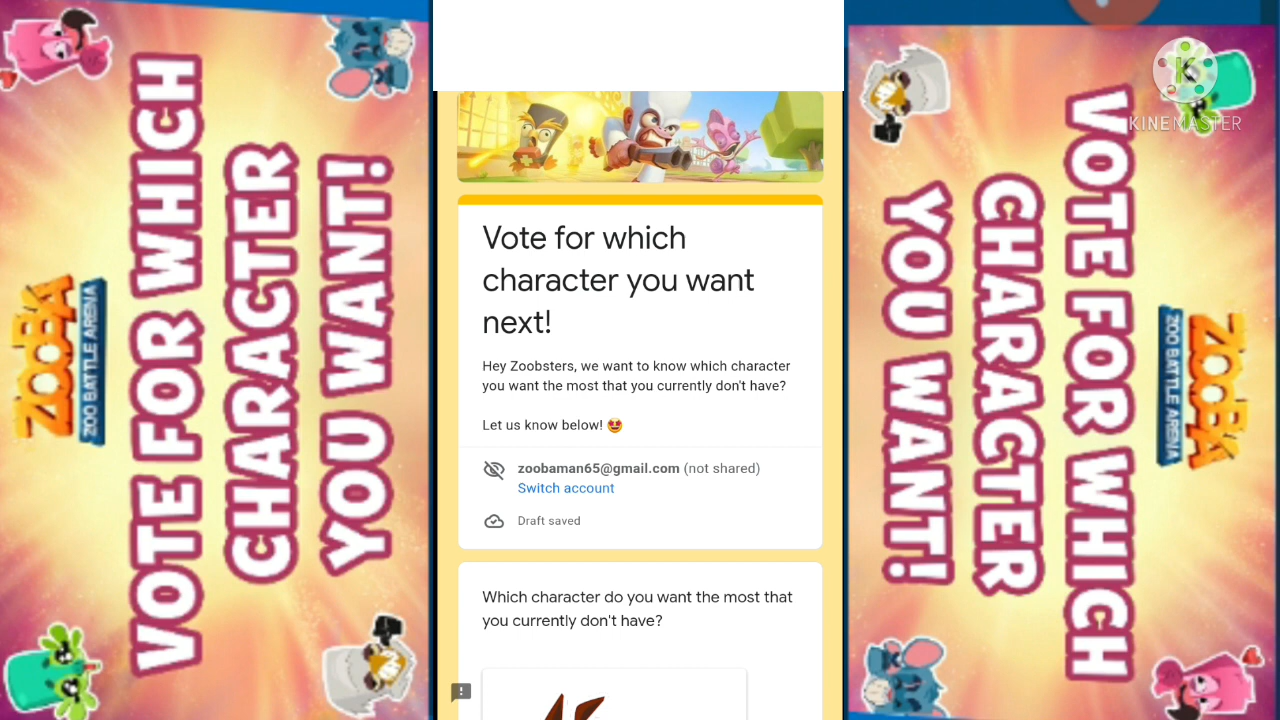 VOTE FOR WHICH
CHARACTER
YOU WANT!
ZOOBA
ZOO BATTLE ARENA
Vote for which
character you want
next!
Hey Zoobsters, we want to know which character
you want the most that you currently don't have?
Let us know below! 🤩
zoobaman65@gmail.com (not shared)
Switch account
Draft saved
Which character do you want the most that
you currently don't have?
VOTE FOR WHICH
CHARACTER
YOU WANT!
ZOOBA
ZOO BATTLE ARENA
K
KINEMASTER